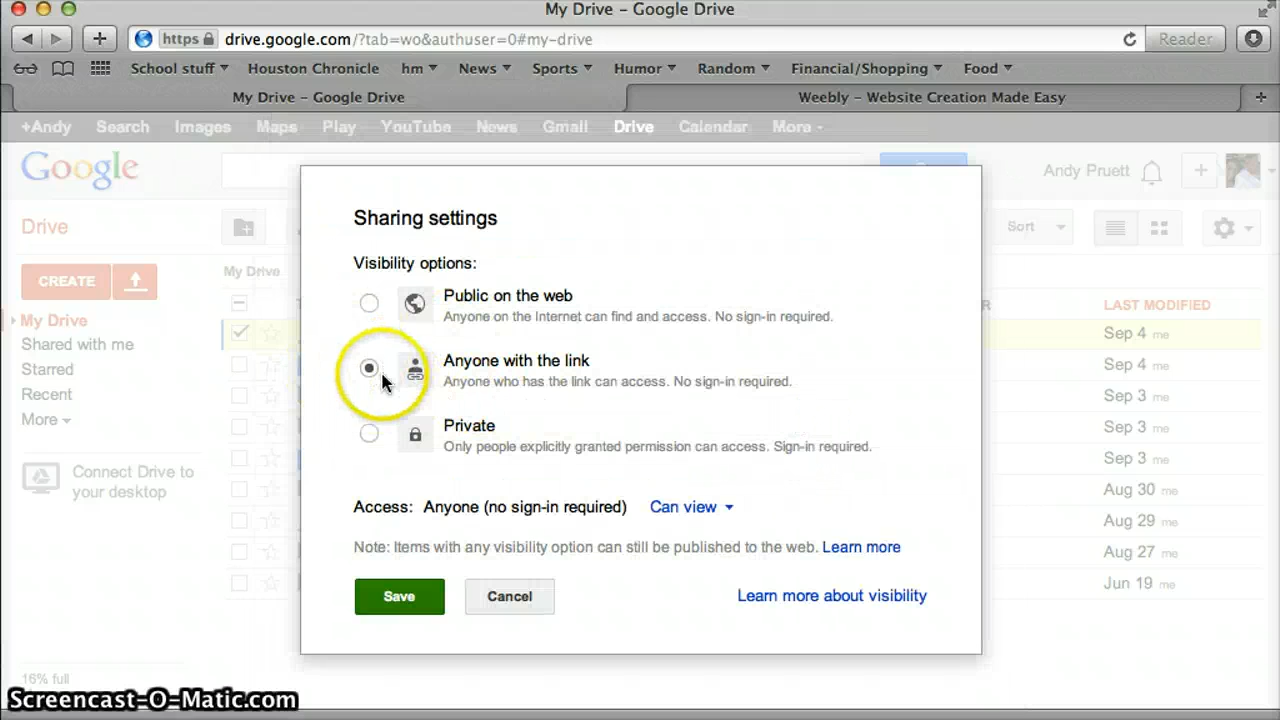 My Drive – Google Drive
https drive.google.com/?tab=wo&authuser=0#my-drive Reader
School stuff Houston Chronicle hm News Sports Humor Random Financial/Shopping Food
My Drive – Google Drive Weebly – Website Creation Made Easy
+Andy Search Images Maps Play YouTube News Gmail Drive Calendar More
Google Andy Pruett
Drive Sort
CREATE My Drive
LAST MODIFIED
My Drive
Shared with me
Starred
Recent
More
Connect Drive to
your desktop
16% full
Sharing settings
Visibility options:
Public on the web
Anyone on the Internet can find and access. No sign-in required.
Anyone with the link
Anyone who has the link can access. No sign-in required.
Private
Only people explicitly granted permission can access. Sign-in required.
Access: Anyone (no sign-in required) Can view
Note: Items with any visibility option can still be published to the web. Learn more
Save Cancel Learn more about visibility
Sep 4 me
Sep 4 me
Sep 3 me
Sep 3 me
Sep 3 me
Aug 30 me
Aug 29 me
Aug 27 me
Jun 19 me
Screencast-O-Matic.com